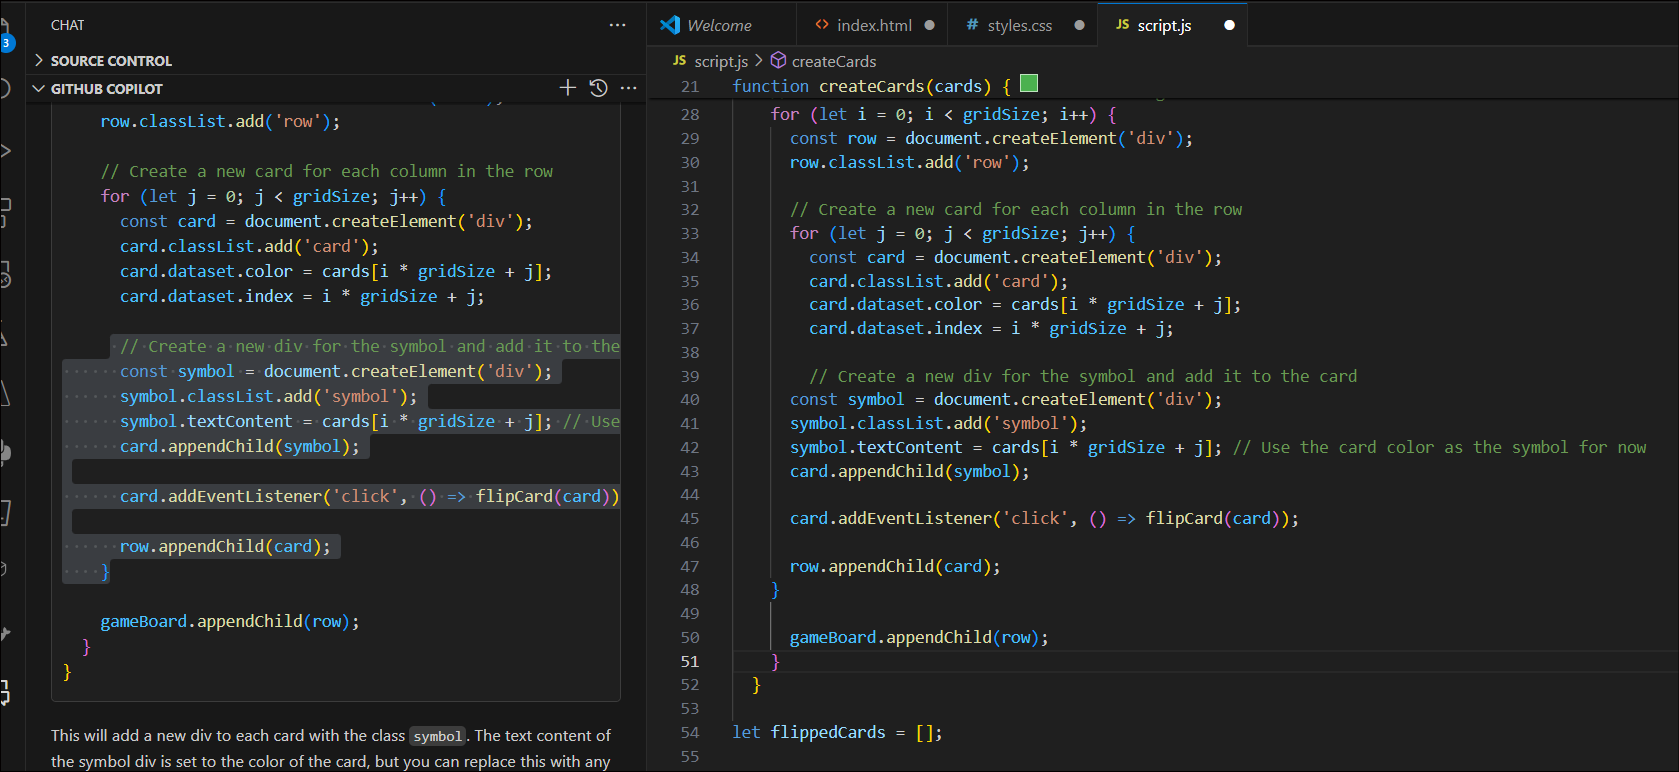 CHAT
SOURCE CONTROL
GITHUB COPILOT
row.classList.add('row');
// Create a new card for each column in the row
for (let j = 0; j < gridSize; j++) {
const card = document.createElement('div');
card.classList.add('card');
card.dataset.color = cards[i * gridSize + j];
card.dataset.index = i * gridSize + j;
// Create a new div for the symbol and add it to the
const symbol = document.createElement('div');
symbol.classList.add('symbol');
symbol.textContent = cards[i * gridSize + j]; // Use
card.appendChild(symbol);
card.addEventListener('click', () => flipCard(card))
row.appendChild(card);
}
gameBoard.appendChild(row);
}
}
This will add a new div to each card with the class symbol. The text content of
the symbol div is set to the color of the card, but you can replace this with any
3
Welcome
index.html
styles.css
JS script.js
JS script.js > createCards
21 function createCards(cards) {
28 for (let i = 0; i < gridSize; i++) {
29 const row = document.createElement('div');
30 row.classList.add('row');
31
32 // Create a new card for each column in the row
33 for (let j = 0; j < gridSize; j++) {
34 const card = document.createElement('div');
35 card.classList.add('card');
36 card.dataset.color = cards[i * gridSize + j];
37 card.dataset.index = i * gridSize + j;
38
39 // Create a new div for the symbol and add it to the card
40 const symbol = document.createElement('div');
41 symbol.classList.add('symbol');
42 symbol.textContent = cards[i * gridSize + j]; // Use the card color as the symbol for now
43 card.appendChild(symbol);
44
45 card.addEventListener('click', () => flipCard(card));
46
47 row.appendChild(card);
48 }
49
50 gameBoard.appendChild(row);
51 }
52 }
53
54 let flippedCards = [];
55